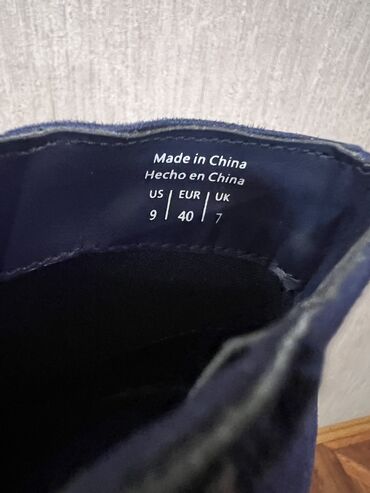 Made in China
Hecho en China
US | EUR | UK
9 | 40 | 7